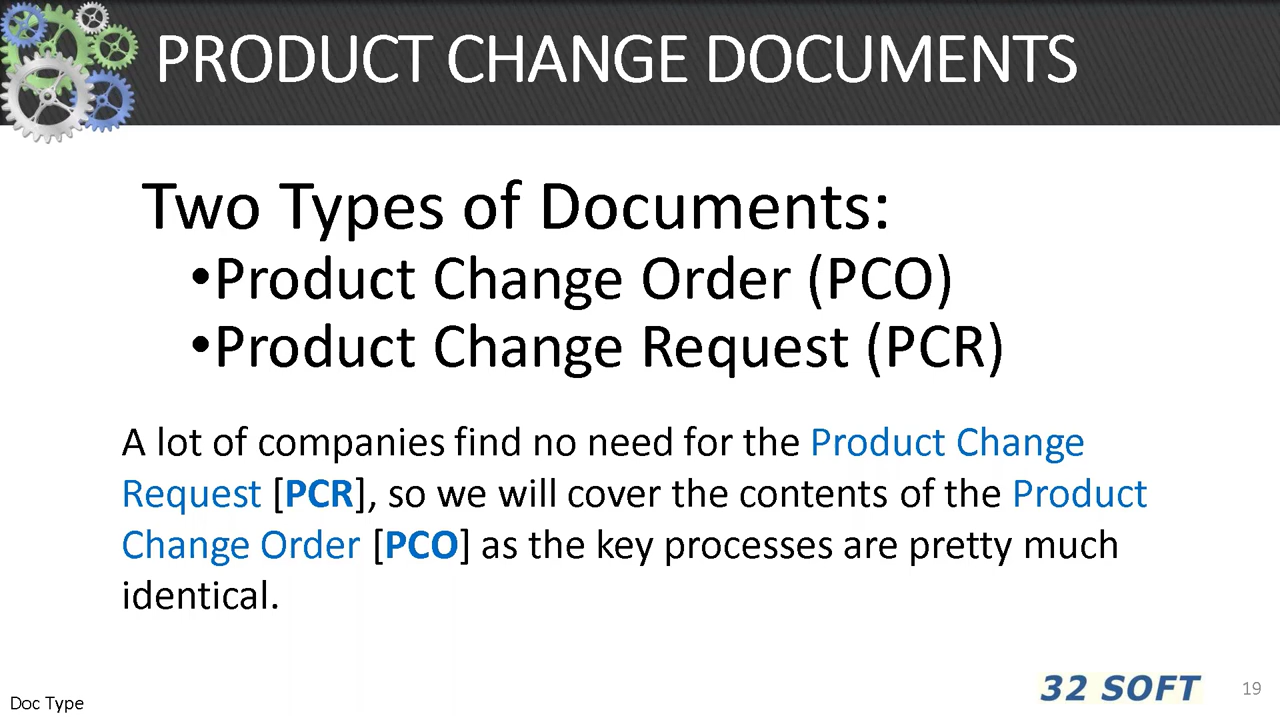 PRODUCT CHANGE DOCUMENTS
Two Types of Documents:
•Product Change Order (PCO)
•Product Change Request (PCR)
A lot of companies find no need for the Product Change
Request [PCR], so we will cover the contents of the Product
Change Order [PCO] as the key processes are pretty much
identical.
32 SOFT
19
Doc Type